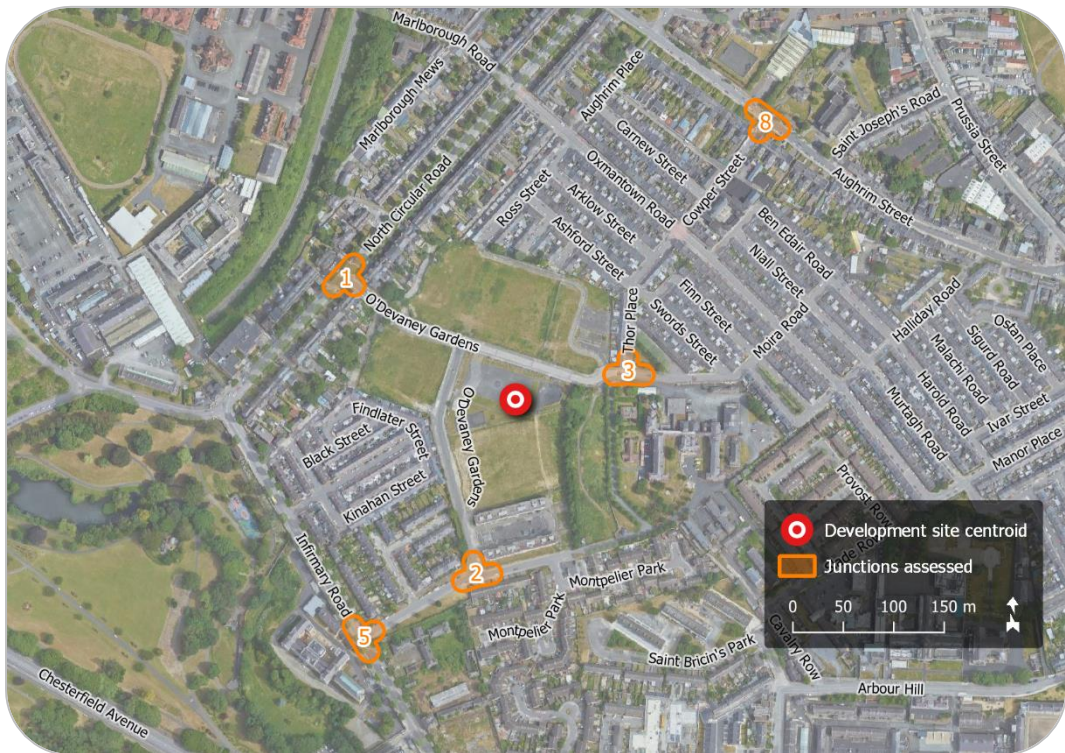 Marlborough Road
Marlborough Mews
Aughrim Place
8
Saint Joseph's Road
Prussia Street
Carnew Street
North Circular Road
Oxmantown Road
Cowper Street
Aughrim Street
Ross Street
Arklow Street
Ashford Street
Ben Edair Road
Niall Street
1
O'Devaney Gardens
Thor Place
Finn Street
Swords Street
Moira Road
Halliday Road
Ostan Place
Sigurd Road
Malachi Road
Harold Road
Murtagh Road
Ivar Street
Manor Place
3
O'Devaney Gardens
Findlater Street
Black Street
Kinahan Street
Provost Row
Infirmary Road
2
5
Montpelier Park
Montpelier Park
Saint Bricin's Park
Cavalry Row
Arbour Hill
Chesterfield Avenue
Development site centroid
Junctions assessed
0 50 100 150 m